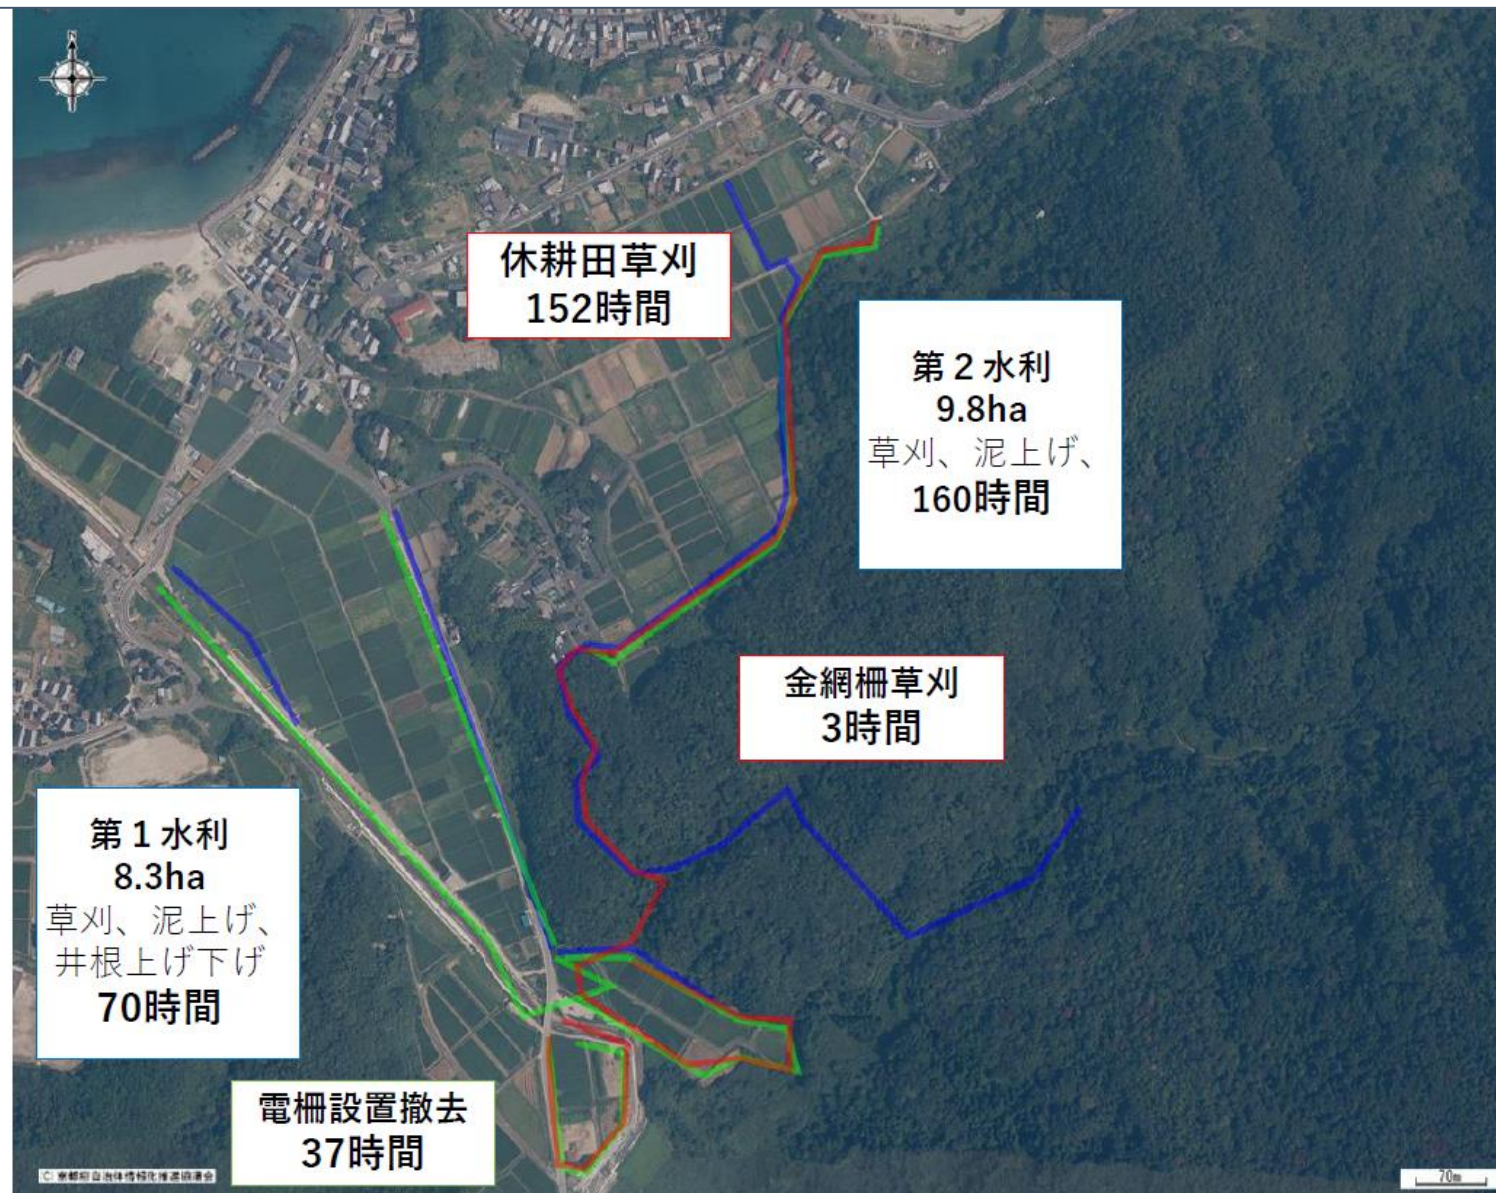 N
休耕田草刈
152時間
第２水利
9.8ha
草刈、泥上げ、
160時間
金網柵草刈
3時間
第１水利
8.3ha
草刈、泥上げ、
井根上げ下げ
70時間
電柵設置撤去
37時間
70m